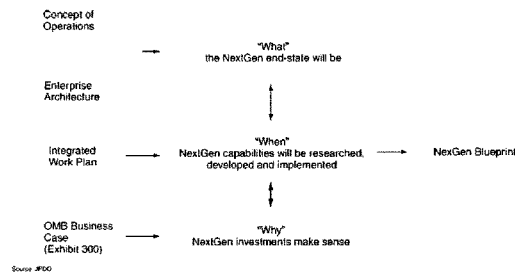 Concept of
Operations
"What"
the NextGen end-state will be
Enterprise
Architecture
Integrated
Work Plan
"When"
NextGen capabilities will be researched,
developed and implemented
NexGen Blueprint
OMB Business
Case
(Exhibit 300)
"Why"
NextGen investments make sense
Source JPDO